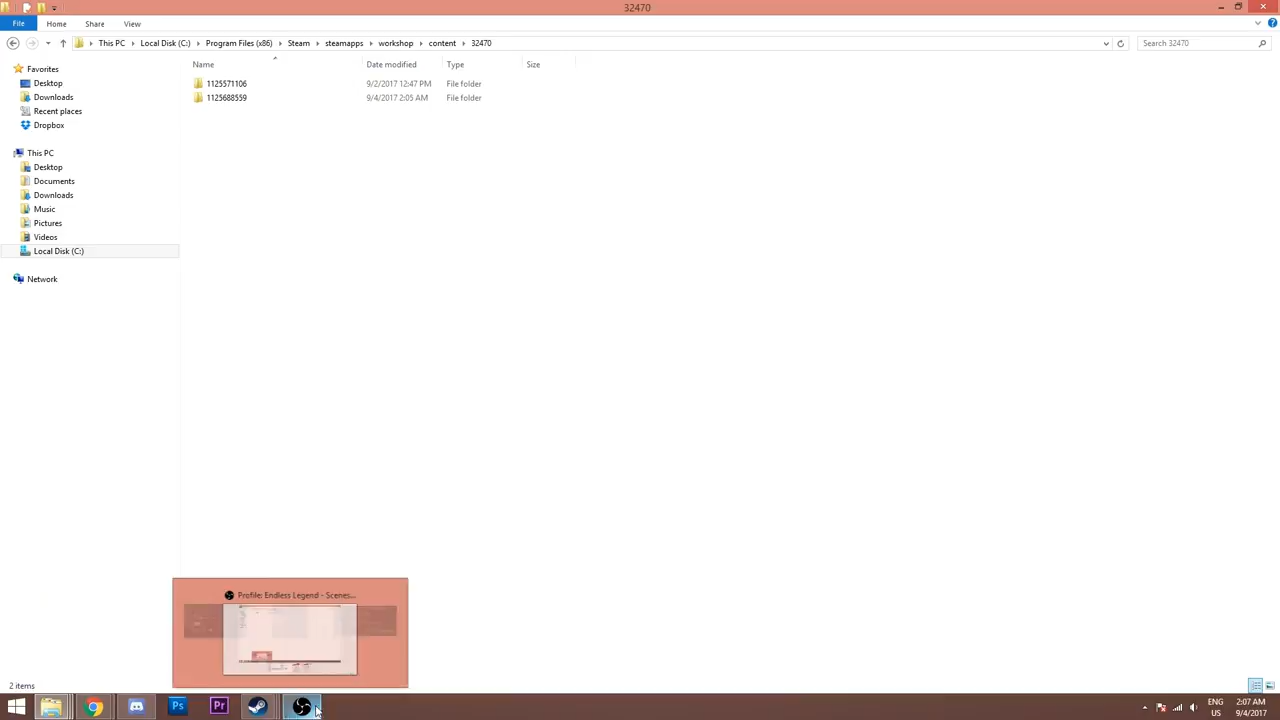 32470
File Home Share View
This PC Local Disk (C:) Program Files (x86) Steam steamapps workshop content 32470
Search 32470
Name Date modified Type Size
1125571106 9/2/2017 12:47 PM File folder
1125688559 9/4/2017 2:05 AM File folder
Favorites
Desktop
Downloads
Recent places
Dropbox
This PC
Desktop
Documents
Downloads
Music
Pictures
Videos
Local Disk (C:)
Network
Profile: Endless Legend - Scenes...
2 items
Ps Pr
ENG 2:07 AM
US 9/4/2017